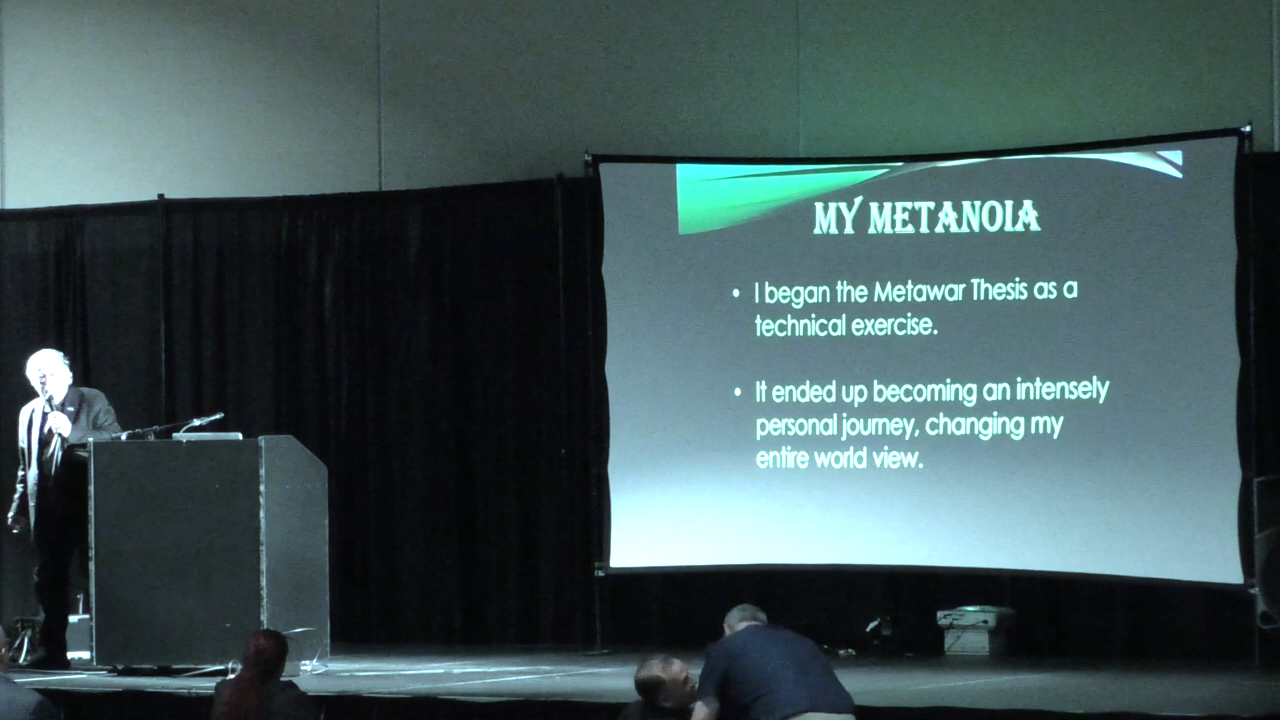 MY METANOIA
• I began the Metawar Thesis as a
technical exercise.
• It ended up becoming an intensely
personal journey, changing my
entire world view.